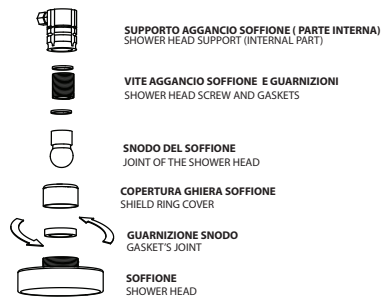 SUPPORTO AGGANCIO SOFFIONE ( PARTE INTERNA)
SHOWER HEAD SUPPORT (INTERNAL PART)
VITE AGGANCIO SOFFIONE E GUARNIZIONI
SHOWER HEAD SCREW AND GASKETS
SNODO DEL SOFFIONE
JOINT OF THE SHOWER HEAD
COPERTURA GHIERA SOFFIONE
SHIELD RING COVER
GUARNIZIONE SNODO
GASKET'S JOINT
SOFFIONE
SHOWER HEAD